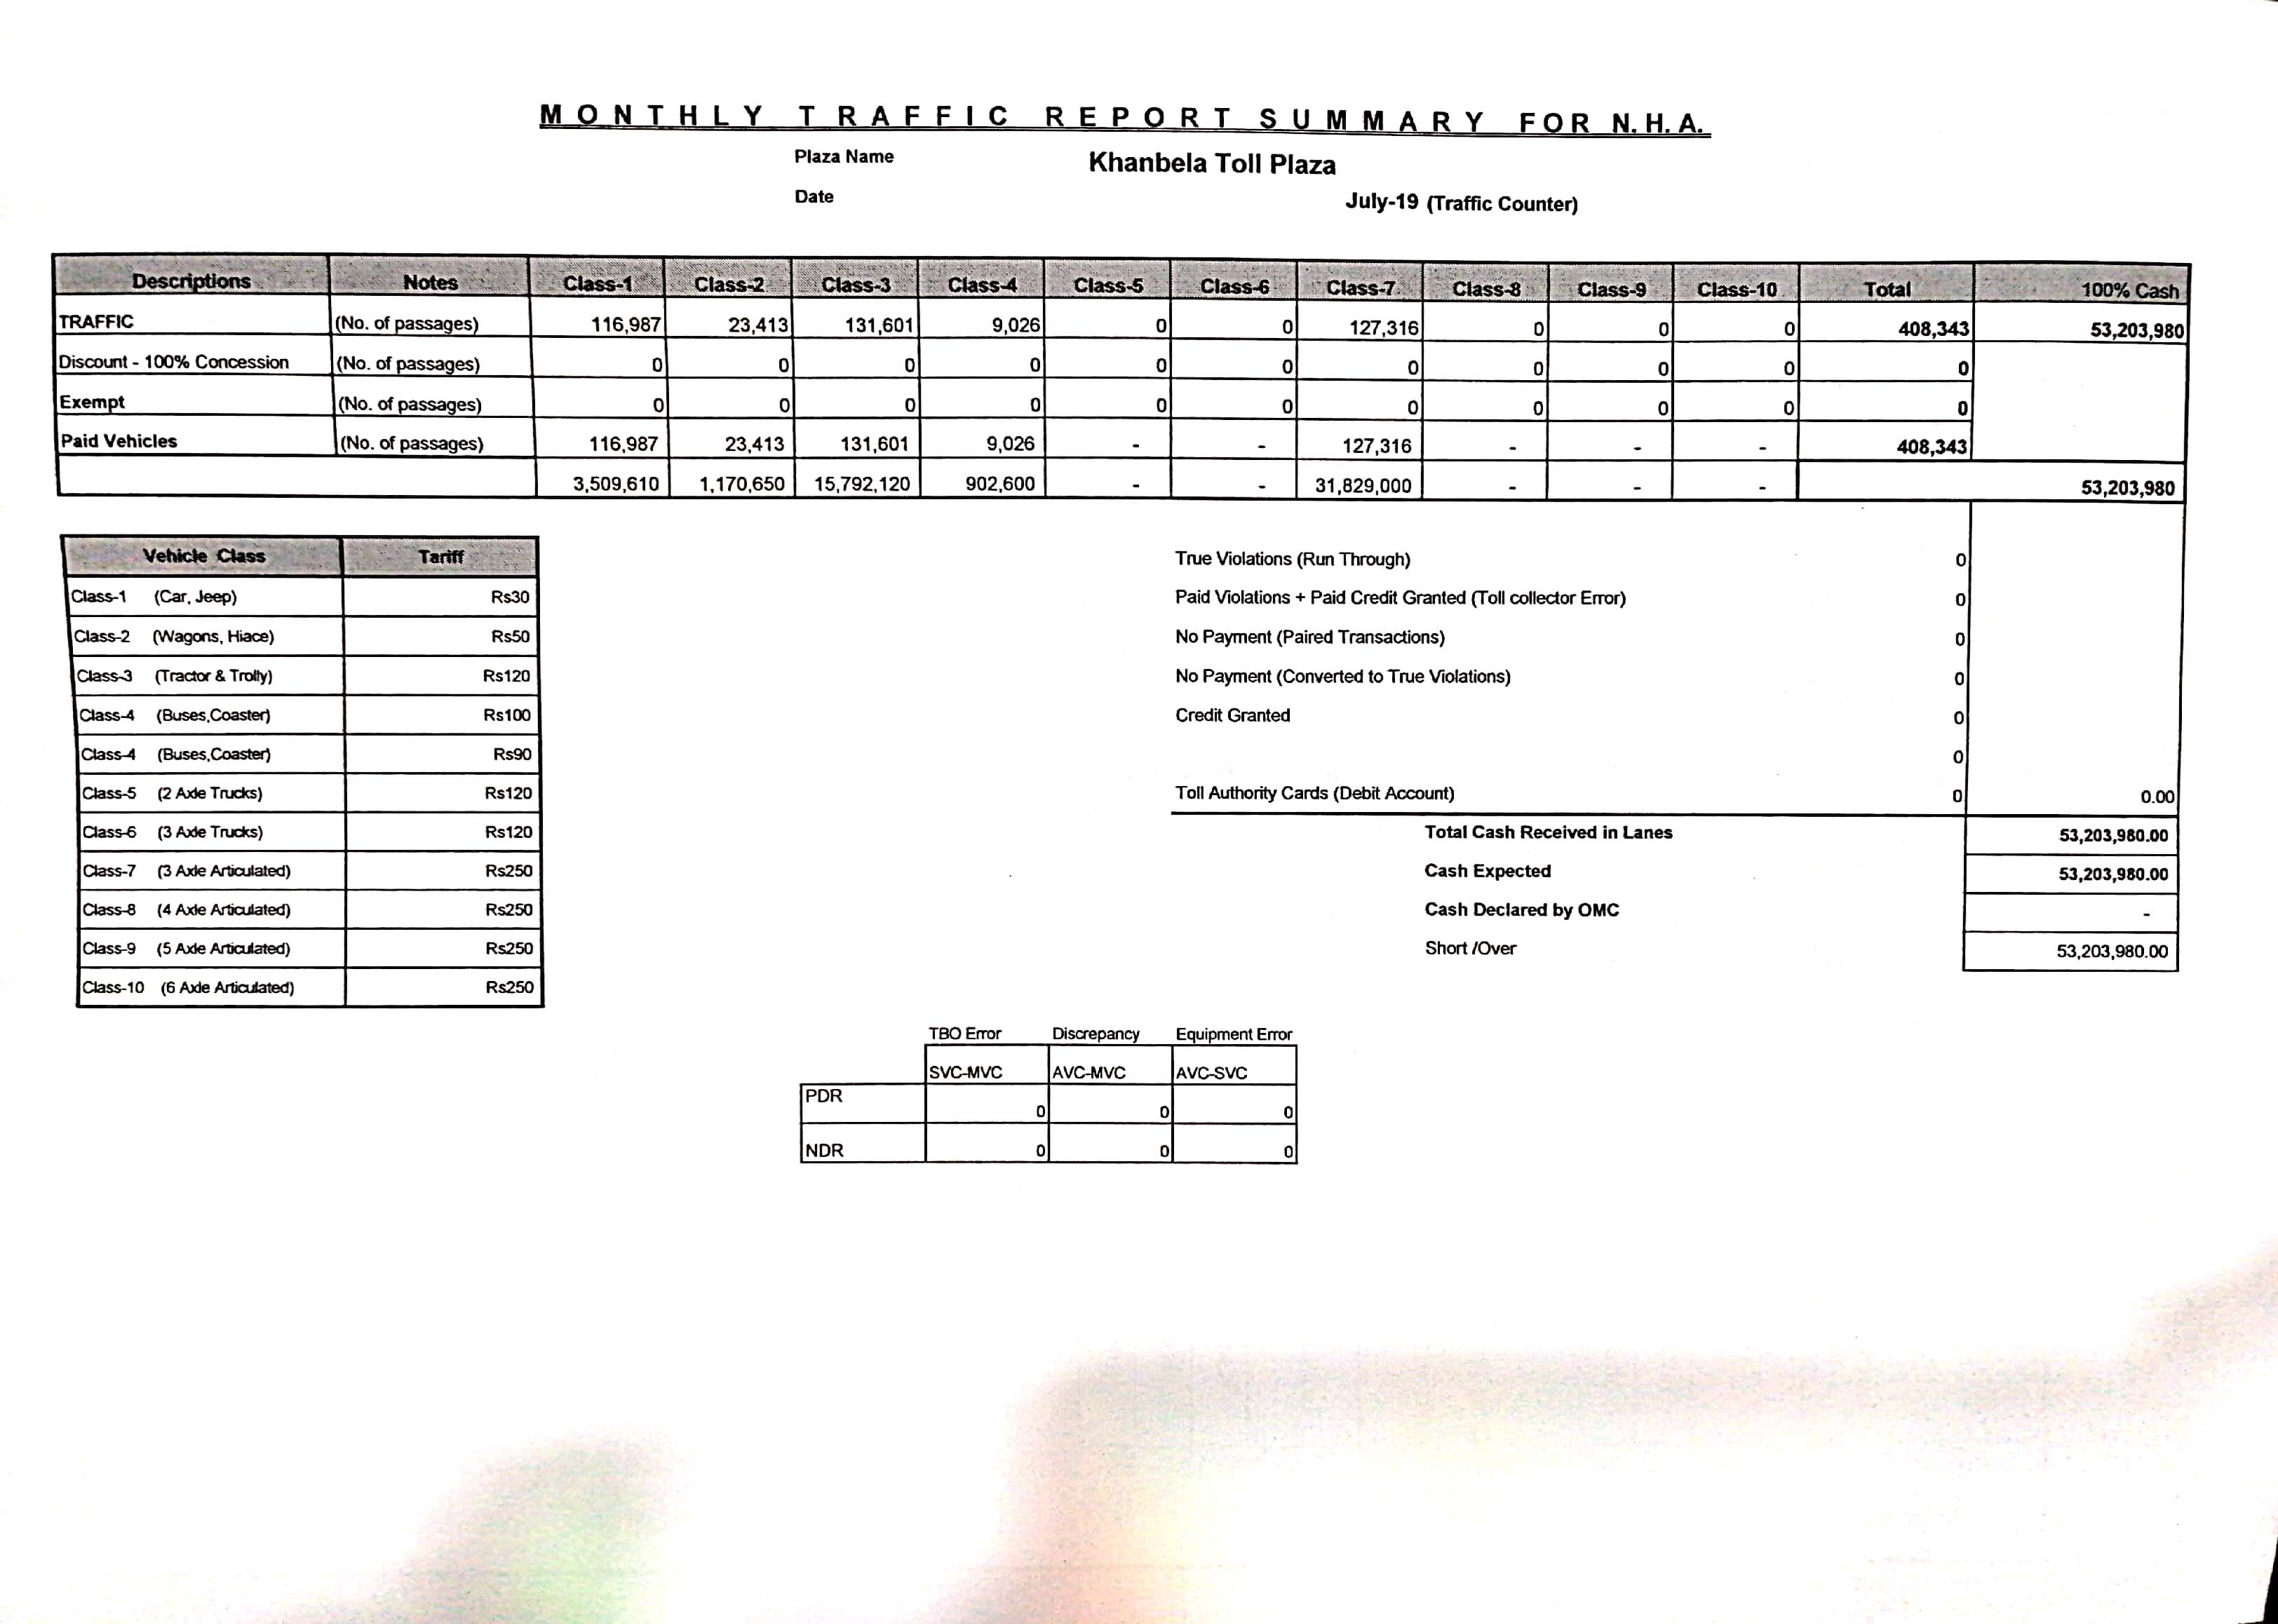 MONTHLY TRAFFIC REPORT SUMMARY FOR N.H.A.
Plaza Name Khanbela Toll Plaza
Date July-19 (Traffic Counter)
Descriptions Notes Class-1 Class-2 Class-3 Class-4 Class-5 Class-6 Class-7 Class-8 Class-9 Class-10 Total 100% Cash
TRAFFIC (No. of passages) 116,987 23,413 131,601 9,026 0 0 127,316 0 0 0 408,343 53,203,980
Discount - 100% Concession (No. of passages) 0 0 0 0 0 0 0 0 0 0 0
Exempt (No. of passages) 0 0 0 0 0 0 0 0 0 0 0
Paid Vehicles (No. of passages) 116,987 23,413 131,601 9,026 - - 127,316 - - - 408,343
3,509,610 1,170,650 15,792,120 902,600 - - 31,829,000 - - - 53,203,980
Vehicle Class Tariff
Class-1 (Car, Jeep) Rs30
Class-2 (Wagons, Hiace) Rs50
Class-3 (Tractor & Trolly) Rs120
Class-4 (Buses,Coaster) Rs100
Class-4 (Buses,Coaster) Rs90
Class-5 (2 Axle Trucks) Rs120
Class-6 (3 Axle Trucks) Rs120
Class-7 (3 Axle Articulated) Rs250
Class-8 (4 Axle Articulated) Rs250
Class-9 (5 Axle Articulated) Rs250
Class-10 (6 Axle Articulated) Rs250
True Violations (Run Through) 0
Paid Violations + Paid Credit Granted (Toll collector Error) 0
No Payment (Paired Transactions) 0
No Payment (Converted to True Violations) 0
Credit Granted 0
0
Toll Authority Cards (Debit Account) 0 0.00
Total Cash Received in Lanes 53,203,980.00
Cash Expected 53,203,980.00
Cash Declared by OMC -
Short /Over 53,203,980.00
TBO Error Discrepancy Equipment Error
SVC-MVC AVC-MVC AVC-SVC
PDR 0 0 0
NDR 0 0 0